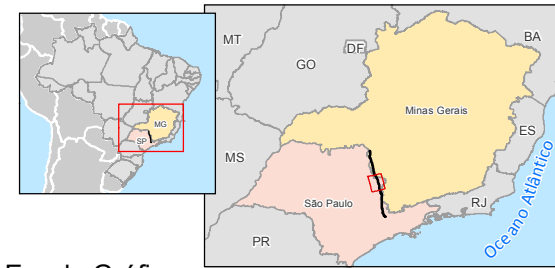 MG
SP
MT
DF
BA
GO
Minas Gerais
ES
MS
São Paulo
RJ
PR
Oceano Atlântico